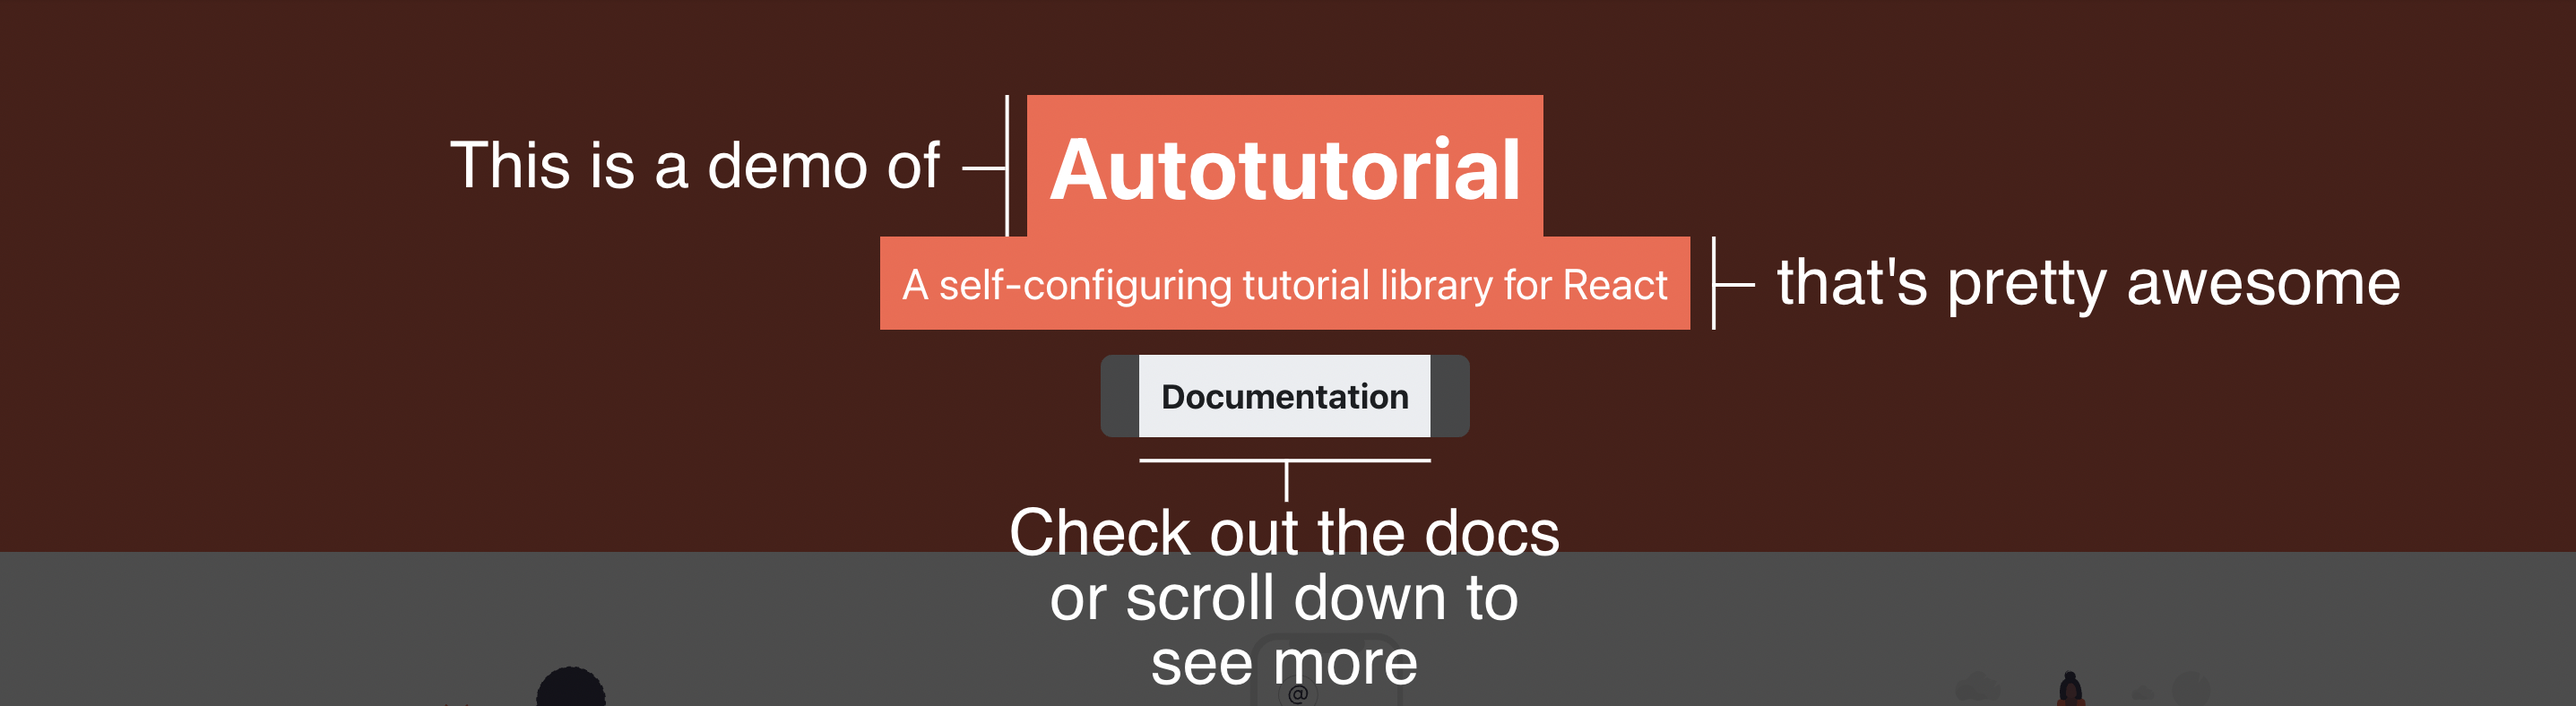 This is a demo of
Autotutorial
A self-configuring tutorial library for React
that's pretty awesome
Documentation
Check out the docs
or scroll down to
see more
@